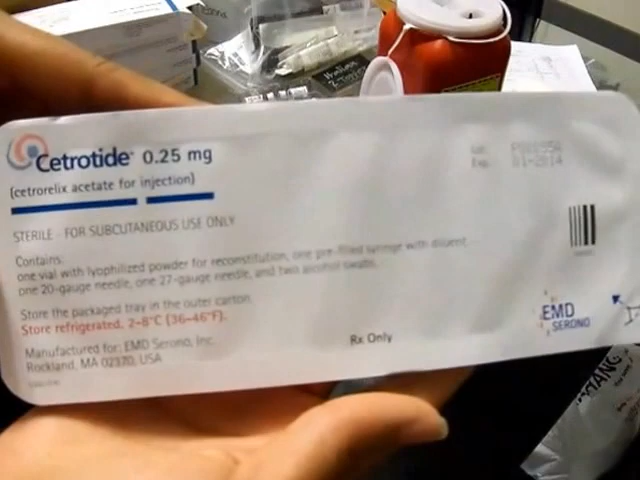 Cetrotide® 0.25 mg
(cetrorelix acetate for injection)
STERILE - FOR SUBCUTANEOUS USE ONLY
Contains:
one vial with lyophilized powder for reconstitution, one pre-filled syringe with diluent,
one 20-gauge needle, one 27-gauge needle, and two alcohol swabs.
Store the packaged tray in the outer carton.
Store refrigerated, 2-8°C (36-46°F).
Manufactured for: EMD Serono, Inc.
Rockland, MA 02370, USA
Rx Only
Exp. 01-2014
EMD
SERONO